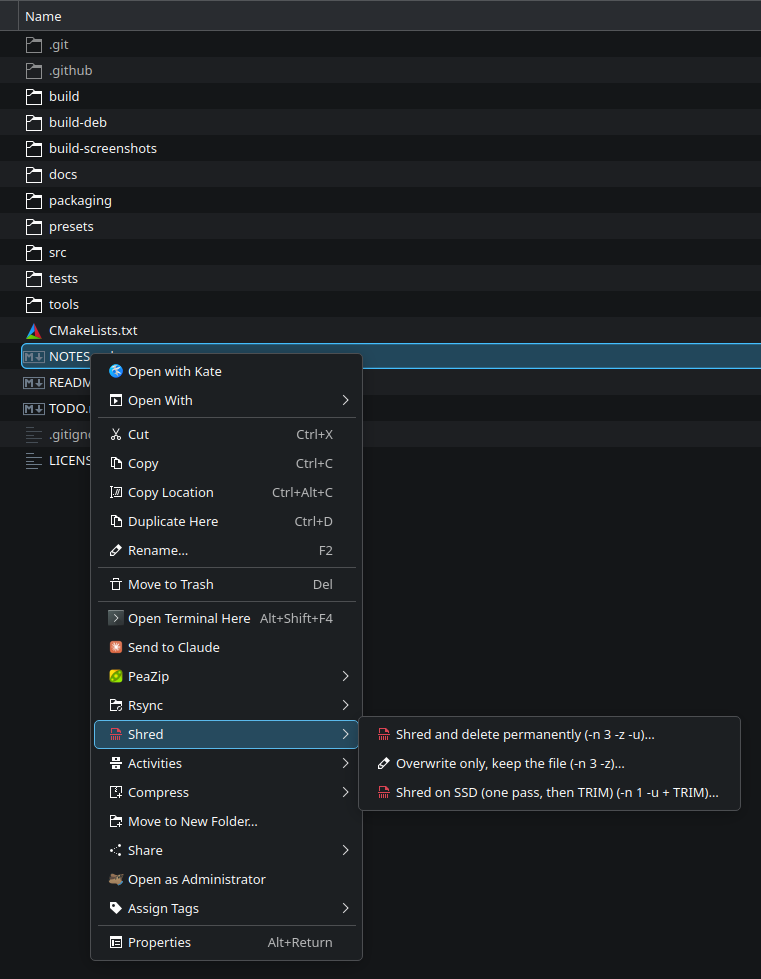 Name
.git
.github
build
build-deb
build-screenshots
docs
packaging
presets
src
tests
tools
CMakeLists.txt
NOTES
READM
TODO.
.gitign
LICENS
Open with Kate
Open With
Cut Ctrl+X
Copy Ctrl+C
Copy Location Ctrl+Alt+C
Duplicate Here Ctrl+D
Rename... F2
Move to Trash Del
Open Terminal Here Alt+Shift+F4
Send to Claude
PeaZip
Rsync
Shred
Activities
Compress
Move to New Folder...
Share
Open as Administrator
Assign Tags
Properties Alt+Return
Shred and delete permanently (-n 3 -z -u)...
Overwrite only, keep the file (-n 3 -z)...
Shred on SSD (one pass, then TRIM) (-n 1 -u + TRIM)...